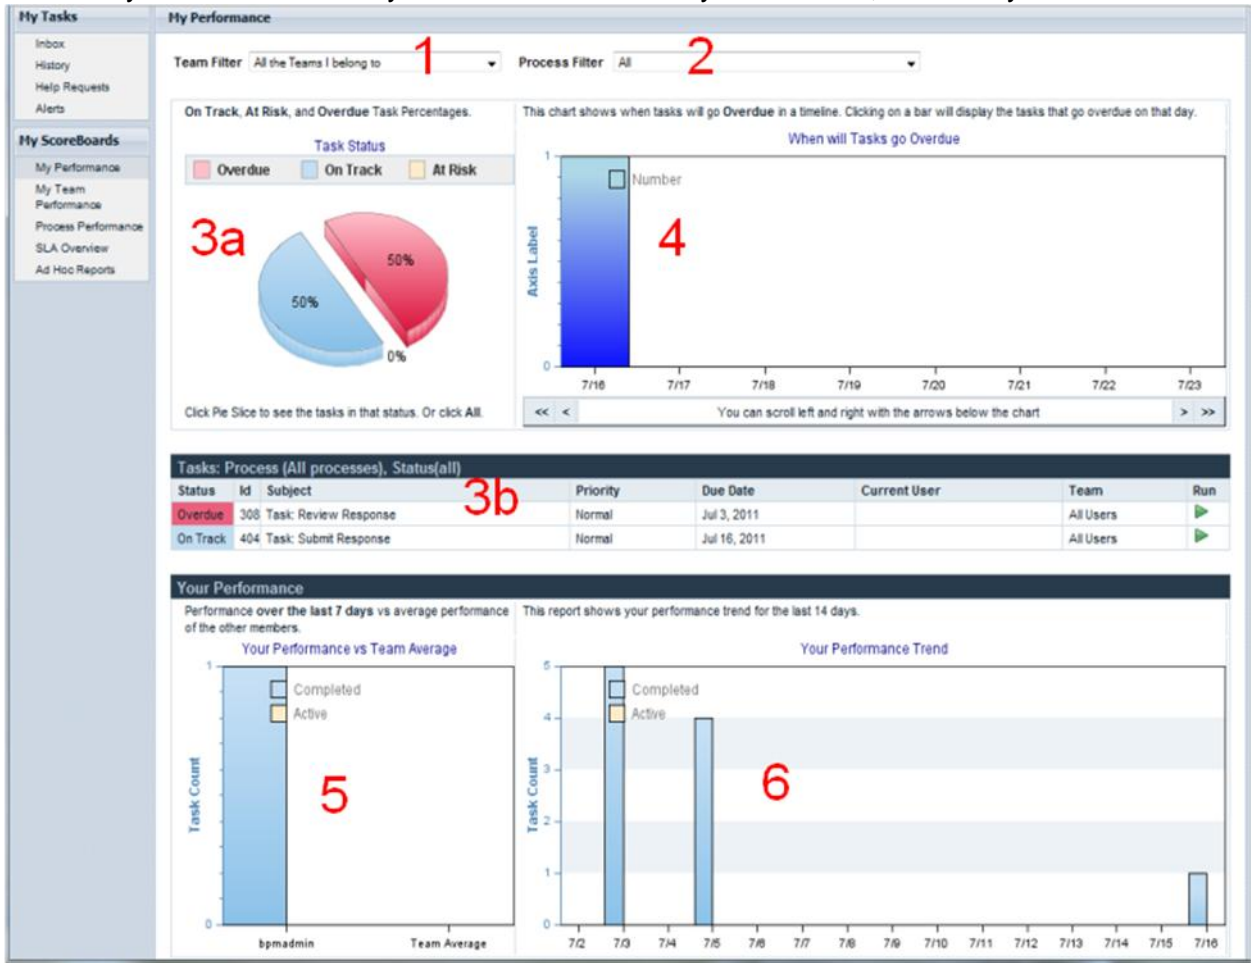 My Tasks
Inbox
History
Help Requests
Alerts
My ScoreBoards
My Performance
My Team
Performance
Process Performance
SLA Overview
Ad Hoc Reports
My Performance
Team Filter All the Teams I belong to 1 Process Filter All 2
On Track, At Risk, and Overdue Task Percentages.
Task Status
Overdue On Track At Risk
3a
50%
50%
0%
Click Pie Slice to see the tasks in that status. Or click All.
This chart shows when tasks will go Overdue in a timeline. Clicking on a bar will display the tasks that go overdue on that day.
When will Tasks go Overdue
1
Number
4
Axis Label
0
7/16 7/17 7/18 7/19 7/20 7/21 7/22 7/23
<< < You can scroll left and right with the arrows below the chart > >>
Tasks: Process (All processes), Status(all)
3b
Status Id Subject Priority Due Date Current User Team Run
Overdue 308 Task: Review Response Normal Jul 3, 2011 All Users
On Track 404 Task: Submit Response Normal Jul 16, 2011 All Users
Your Performance
Performance over the last 7 days vs average performance
of the other members.
Your Performance vs Team Average
1
Completed
Active
5
Task Count
0
bpmadmin Team Average
This report shows your performance trend for the last 14 days.
Your Performance Trend
5
Completed
Active
4
3
6
Task Count
2
1
0
7/2 7/3 7/4 7/5 7/6 7/7 7/8 7/9 7/10 7/11 7/12 7/13 7/14 7/15 7/16